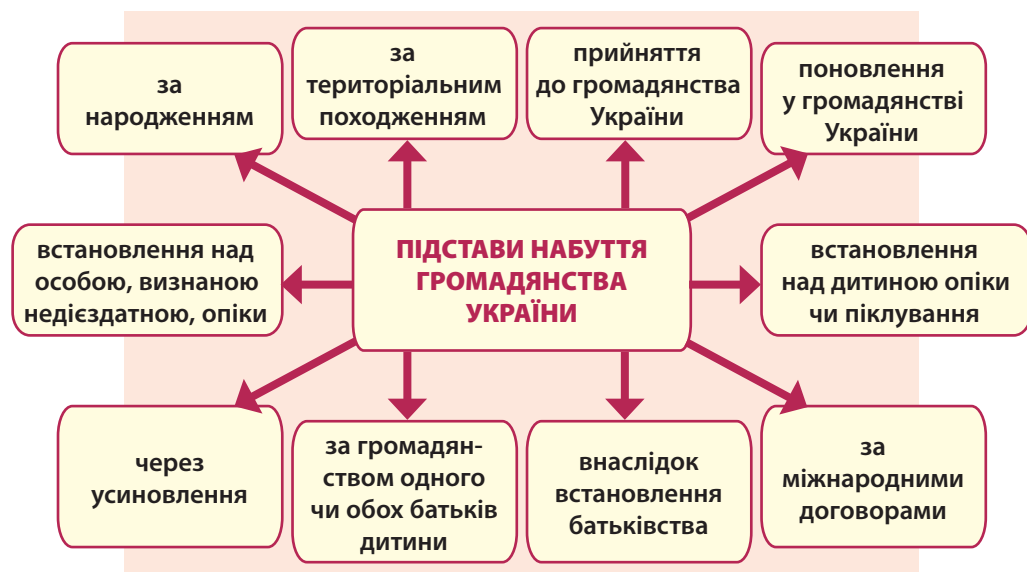 за
народженням
за
територіальним
походженням
прийняття
до громадянства
України
поновлення
у громадянстві
України
встановлення над
особою, визнаною
недієздатною, опіки
ПІДСТАВИ НАБУТТЯ
ГРОМАДЯНСТВА
УКРАЇНИ
встановлення
над дитиною опіки
чи піклування
через
усиновлення
за громадян-
ством одного
чи обох батьків
дитини
внаслідок
встановлення
батьківства
за
міжнародними
договорами